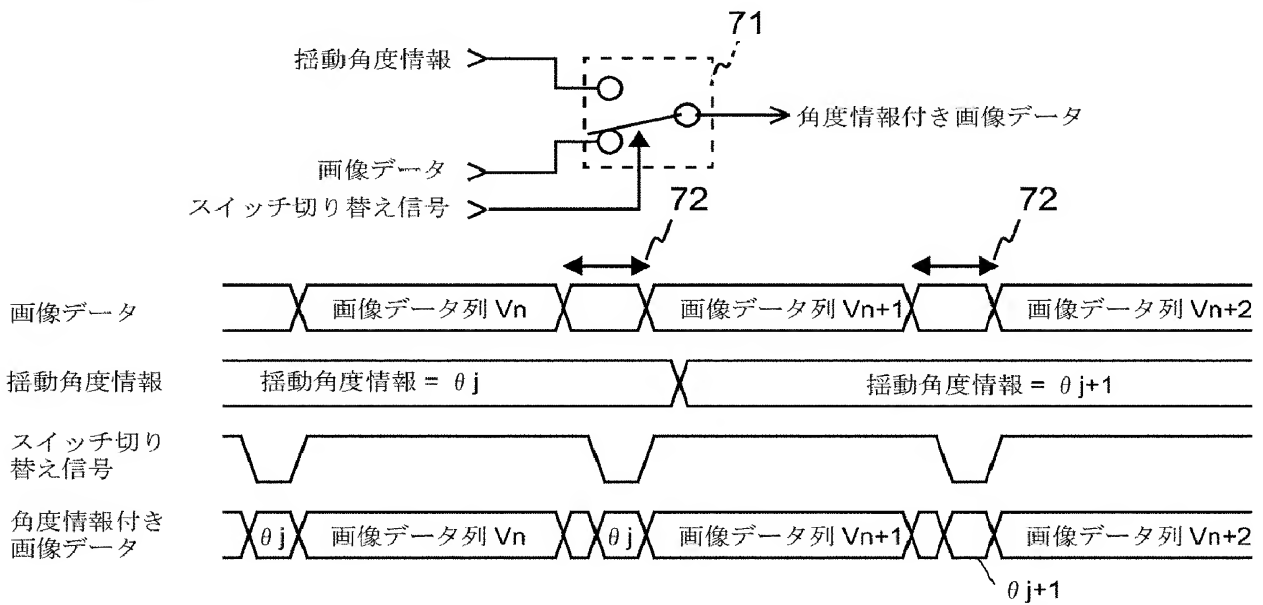 71
揺動角度情報
角度情報付き画像データ
画像データ
スイッチ切り替え信号
72
72
画像データ
画像データ列 Vn
画像データ列 Vn+1
画像データ列 Vn+2
揺動角度情報
揺動角度情報 = θj
揺動角度情報 = θj+1
スイッチ切り
替え信号
角度情報付き
画像データ
θj
画像データ列 Vn
θj
画像データ列 Vn+1
画像データ列 Vn+2
θj+1